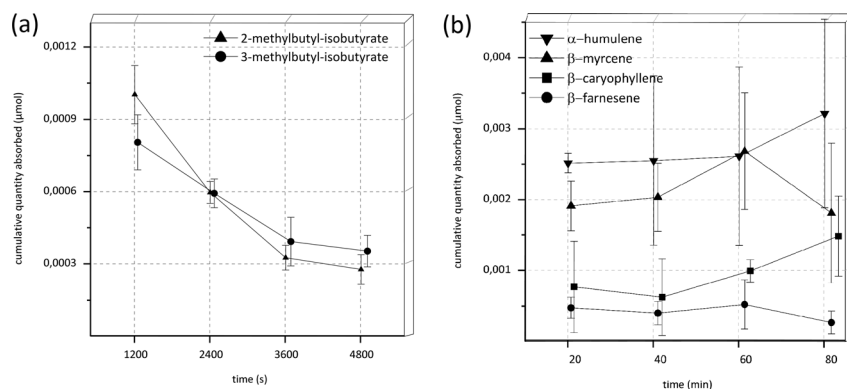 (a)
2-methylbutyl-isobutyrate
3-methylbutyl-isobutyrate
cumulative quantity absorbed (µmol)
0,0012
0,0009
0,0006
0,0003
1200 2400 3600 4800
time (s)
(b)
α-humulene
β-myrcene
β-caryophyllene
β-farnesene
cumulative quantity absorbed (µmol)
0,004
0,003
0,002
0,001
20 40 60 80
time (min)